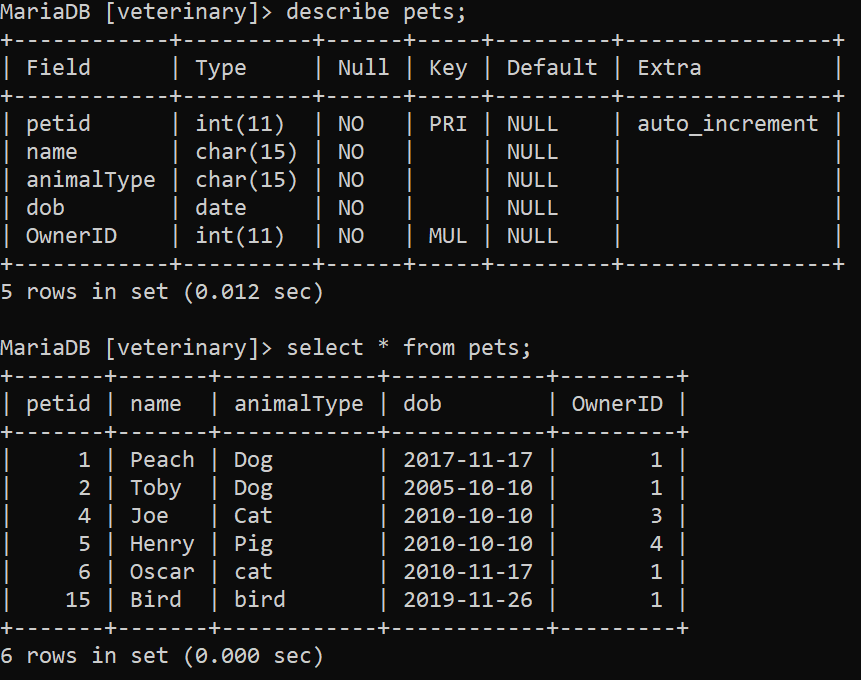 MariaDB [veterinary]> describe pets;
+------------+----------+------+-----+---------+----------------+
| Field      | Type     | Null | Key | Default | Extra          |
+------------+----------+------+-----+---------+----------------+
| petid      | int(11)  | NO   | PRI | NULL    | auto_increment |
| name       | char(15) | NO   |     | NULL    |                |
| animalType | char(15) | NO   |     | NULL    |                |
| dob        | date     | NO   |     | NULL    |                |
| OwnerID    | int(11)  | NO   | MUL | NULL    |                |
+------------+----------+------+-----+---------+----------------+
5 rows in set (0.012 sec)

MariaDB [veterinary]> select * from pets;
+-------+-------+------------+------------+---------+
| petid | name  | animalType | dob        | OwnerID |
+-------+-------+------------+------------+---------+
|     1 | Peach | Dog        | 2017-11-17 |       1 |
|     2 | Toby  | Dog        | 2005-10-10 |       1 |
|     4 | Joe   | Cat        | 2010-10-10 |       3 |
|     5 | Henry | Pig        | 2010-10-10 |       4 |
|     6 | Oscar | cat        | 2010-11-17 |       1 |
|    15 | Bird  | bird       | 2019-11-26 |       1 |
+-------+-------+------------+------------+---------+
6 rows in set (0.000 sec)